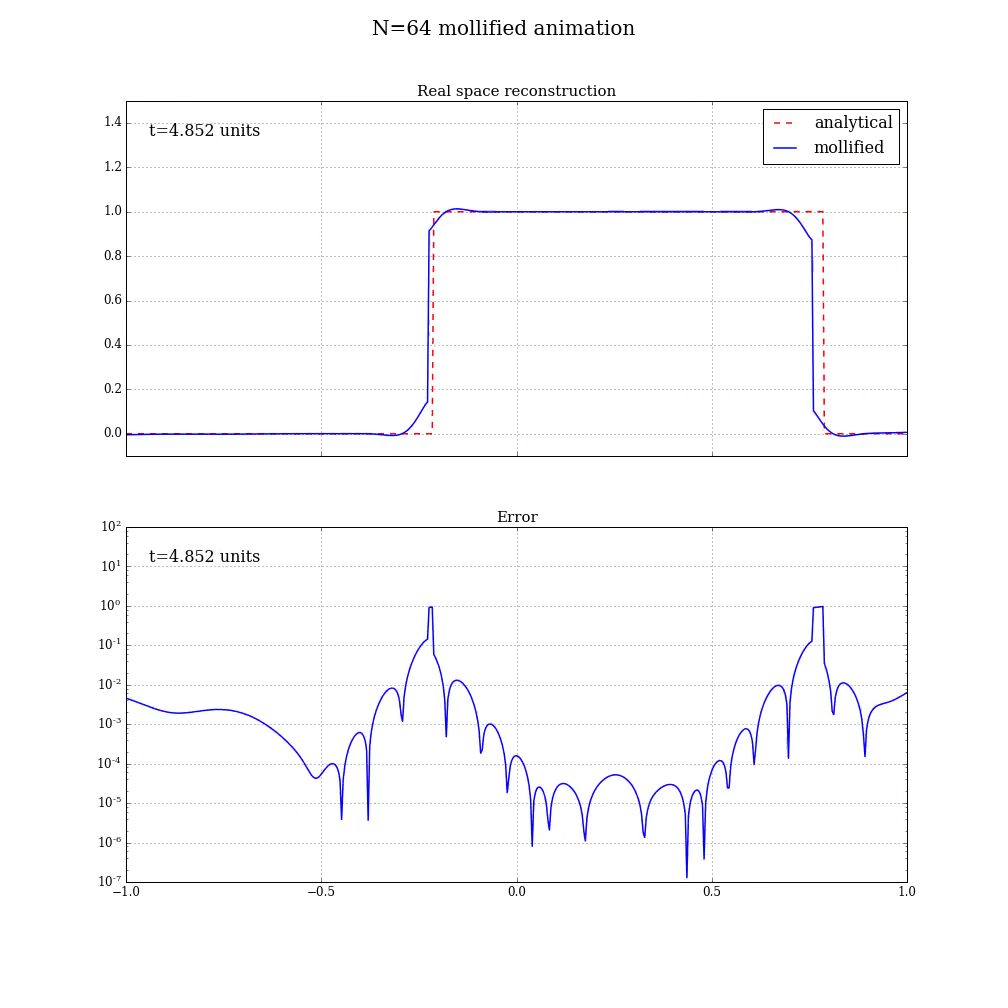 N=64 mollified animation
Real space reconstruction
t=4.852 units
analytical
mollified
1.4
1.2
1.0
0.8
0.6
0.4
0.2
0.0
Error
t=4.852 units
10²
10¹
10⁰
10⁻¹
10⁻²
10⁻³
10⁻⁴
10⁻⁵
10⁻⁶
10⁻⁷
−1.0 −0.5 0.0 0.5 1.0